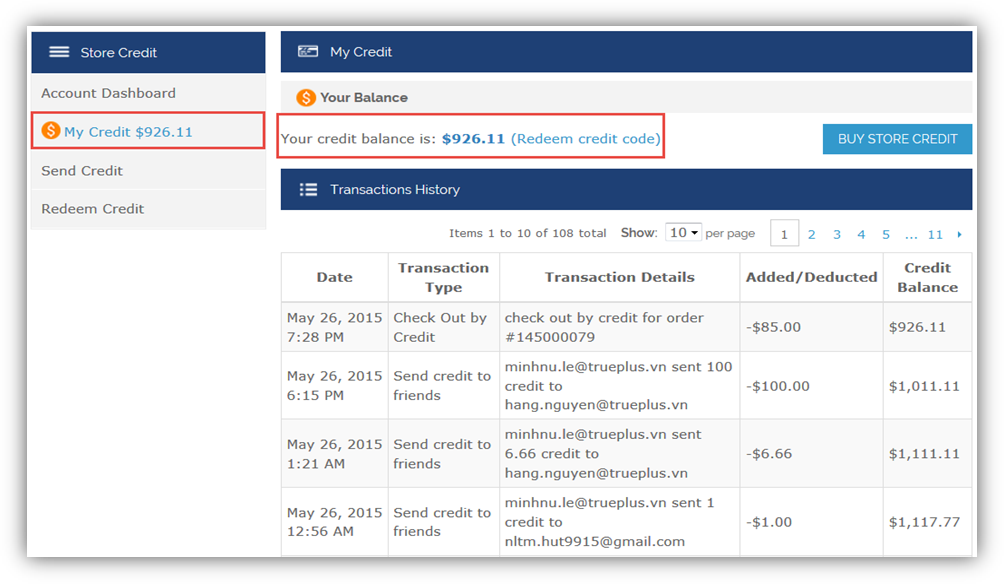 Store Credit
Account Dashboard
My Credit $926.11
Send Credit
Redeem Credit
My Credit
Your Balance
Your credit balance is: $926.11 (Redeem credit code)
BUY STORE CREDIT
Transactions History
Items 1 to 10 of 108 total Show: 10 per page 1 2 3 4 5 ... 11
Date Transaction Type Transaction Details Added/Deducted Credit Balance
May 26, 2015 7:28 PM Check Out by Credit check out by credit for order #145000079 -$85.00 $926.11
May 26, 2015 6:15 PM Send credit to friends minhnu.le@trueplus.vn sent 100 credit to hang.nguyen@trueplus.vn -$100.00 $1,011.11
May 26, 2015 1:21 AM Send credit to friends minhnu.le@trueplus.vn sent 6.66 credit to hang.nguyen@trueplus.vn -$6.66 $1,111.11
May 26, 2015 12:56 AM Send credit to friends minhnu.le@trueplus.vn sent 1 credit to nltm.hut9915@gmail.com -$1.00 $1,117.77